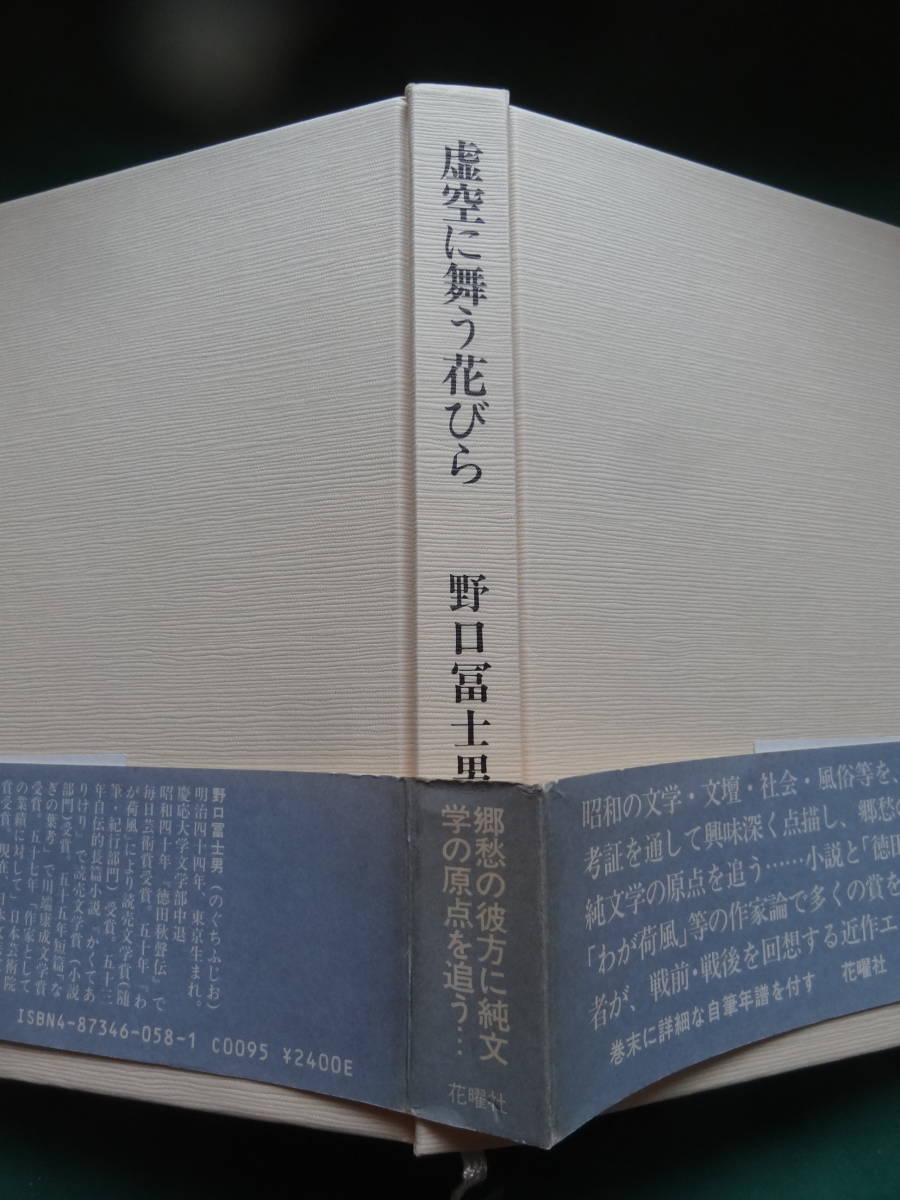 虚空に舞う花びら
野口冨士男
郷愁の彼方に純文
学の原点を追う…
花曜社
昭和の文学・文壇・社会・風俗等を、
考証を通して興味深く点描し、郷愁の
純文学の原点を追う……小説と「徳田
「わが荷風」等の作家論で多くの賞を
者が、戦前・戦後を回想する近作エ
巻末に詳細な自筆年譜を付す 花曜社
野口冨士男(のぐちふじお)
明治四十四年、東京生まれ。
慶応大学文学部中退
昭和四十年、「徳田秋聲伝」で
毎日芸術賞受賞。五十年『わ
が荷風』により読売文学賞(随
筆・紀行部門)受賞。五十三
年自伝的長篇小説『かくてあ
りけり』で読売文学賞(小説
部門)受賞。五十五年短篇「な
ぎの葉考」で川端康成文学賞
受賞。五十七年、「作家として
の業績に対して」日本芸術院
賞受賞。現在、日本文芸
ISBN4-87346-058-1 C0095 ¥2400E